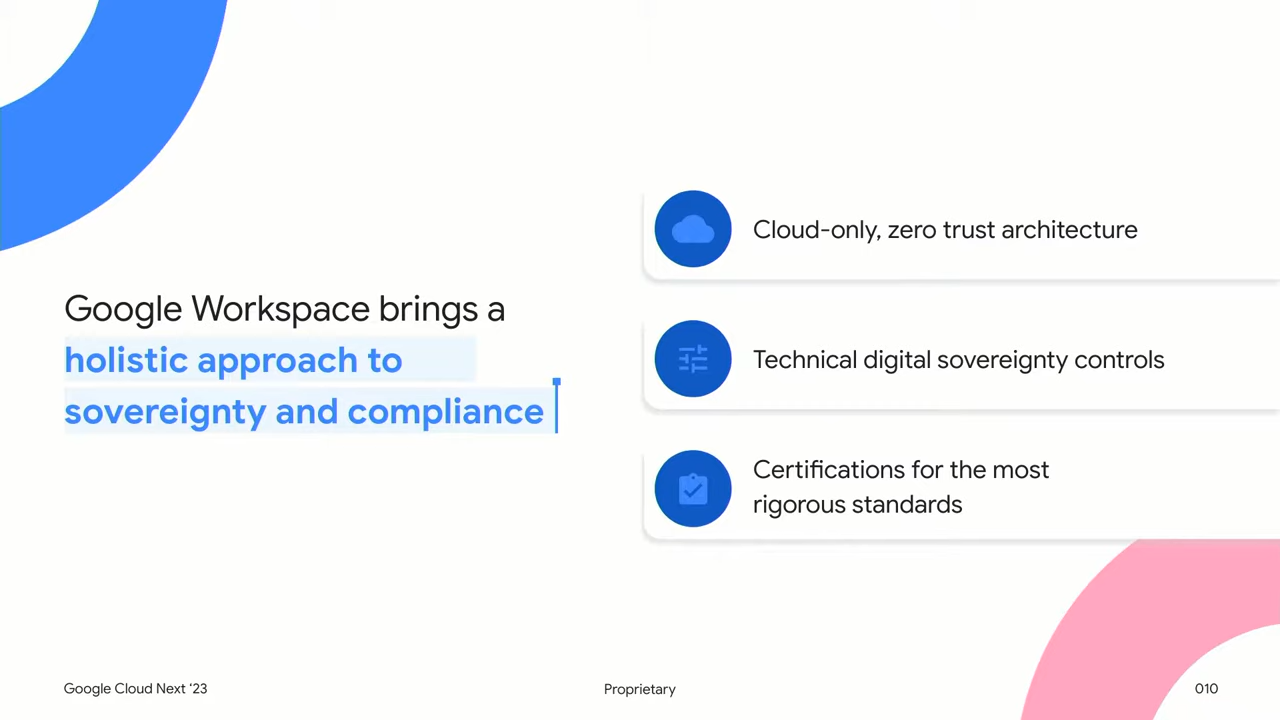 Google Workspace brings a
holistic approach to
sovereignty and compliance
Cloud-only, zero trust architecture
Technical digital sovereignty controls
Certifications for the most
rigorous standards
Google Cloud Next ‘23
Proprietary
010